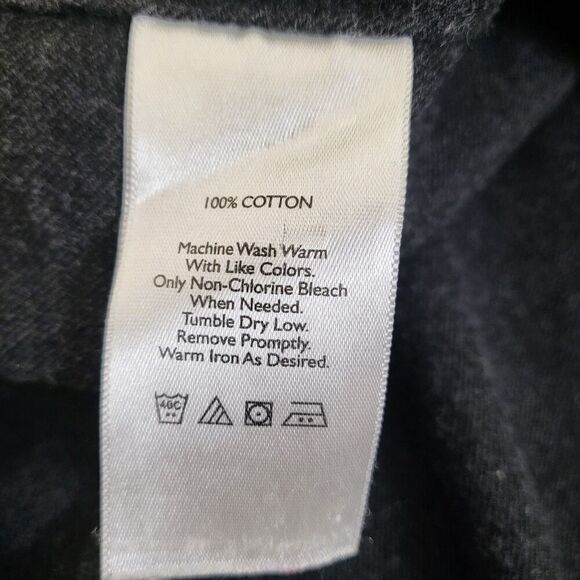 100% COTTON
Machine Wash Warm
With Like Colors.
Only Non-Chlorine Bleach
When Needed.
Tumble Dry Low.
Remove Promptly.
Warm Iron As Desired.
40C